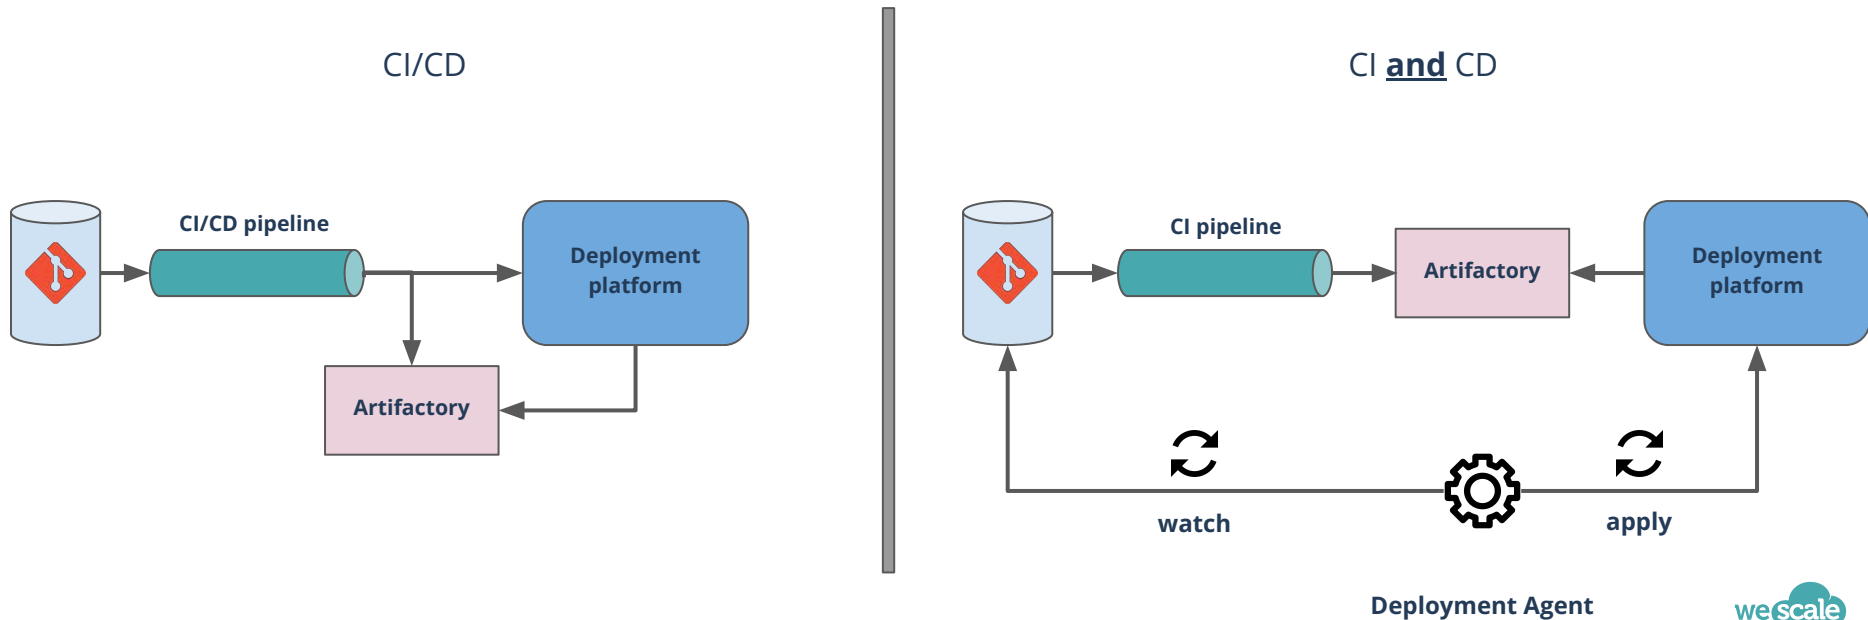 CI/CD
CI/CD pipeline
Deployment
platform
Artifactory
CI and CD
CI pipeline
Artifactory
Deployment
platform
watch
apply
Deployment Agent
wescale